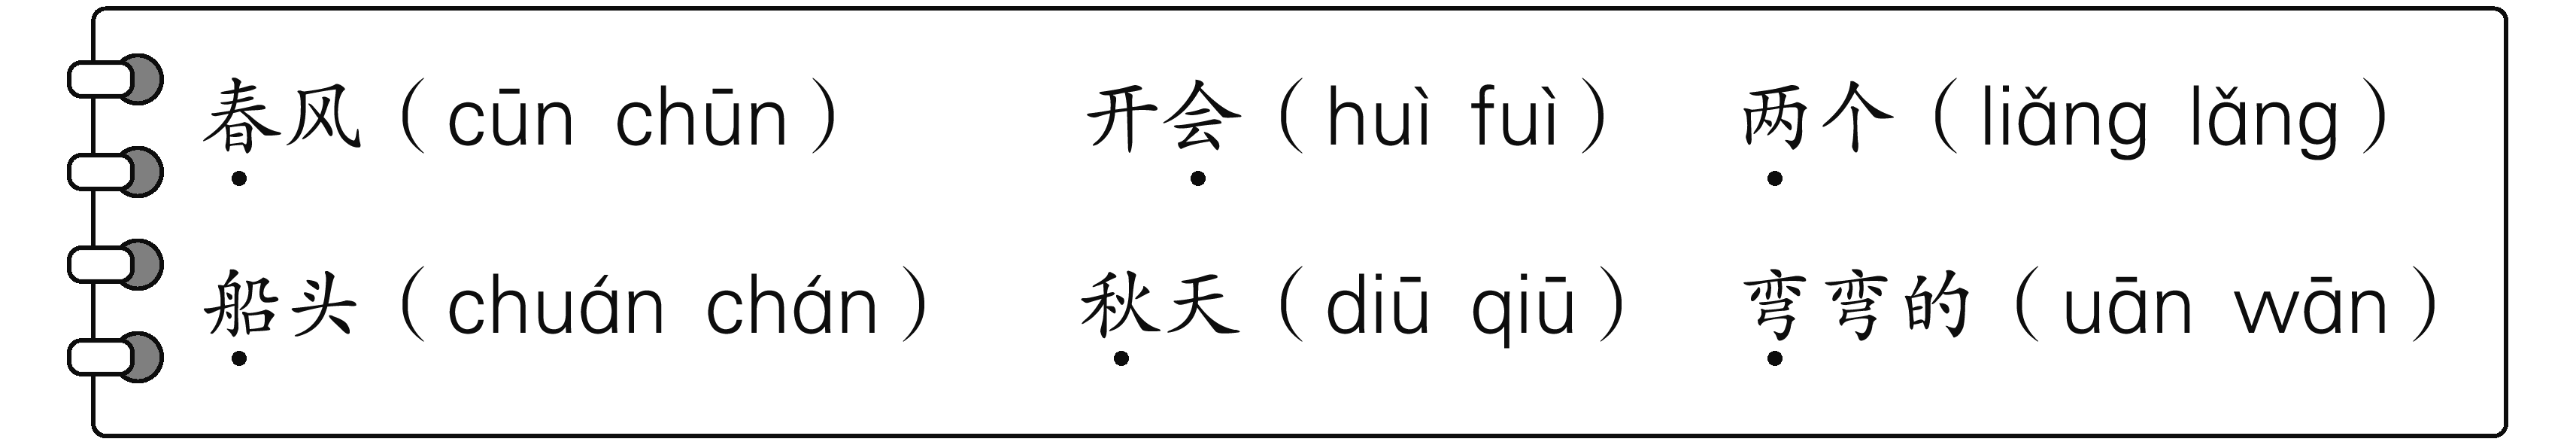 春风（cūn chūn） 开会（huì fuì） 两个（liǎng lǎng）
船头（chuán chán） 秋天（diū qiū） 弯弯的（uān wān）